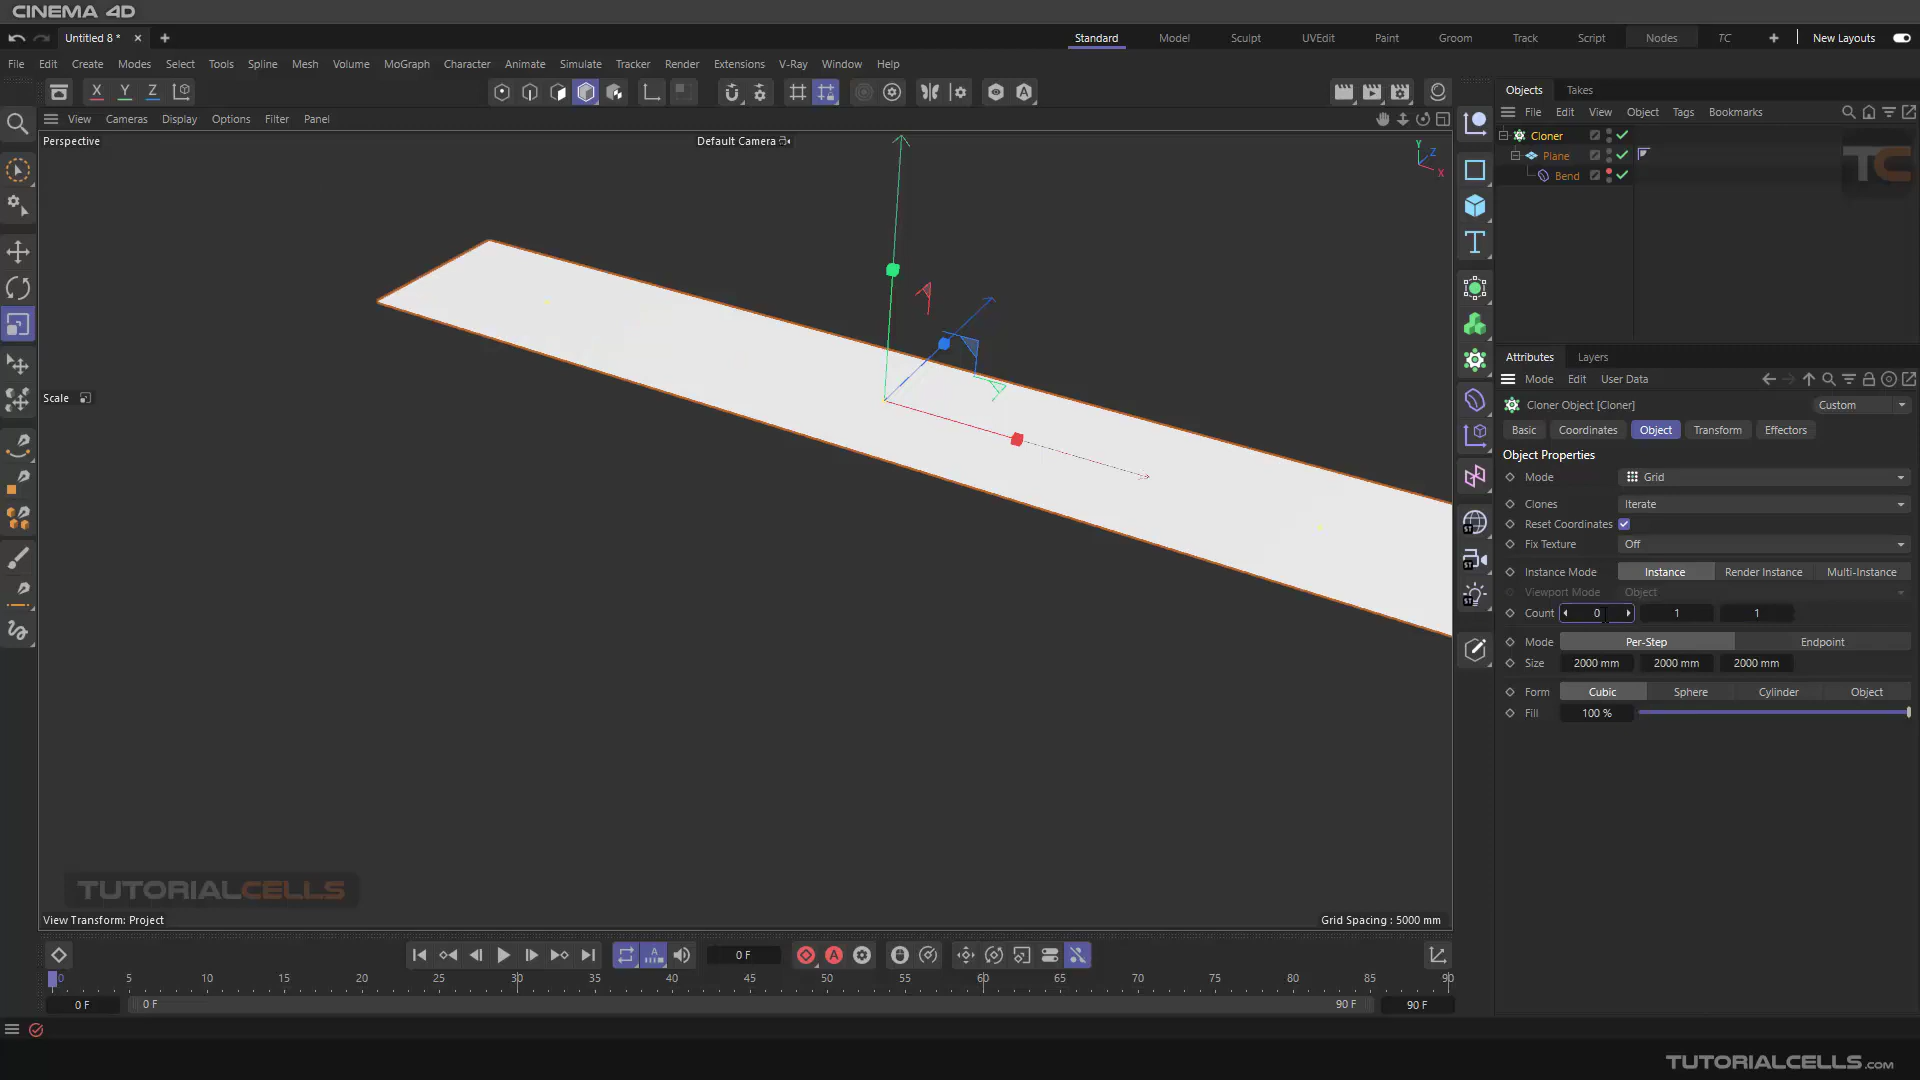 CINEMA 4D
Untitled 8 *
Standard
Model
Sculpt
UVEdit
Paint
Groom
Track
Script
Nodes
TC
New Layouts
File Edit Create Modes Select Tools Spline Mesh Volume MoGraph Character Animate Simulate Tracker Render Extensions V-Ray Window Help
X Y Z
View Cameras Display Options Filter Panel
Perspective
Default Camera
Y
Z
X
Scale
TUTORIALCELLS
View Transform: Project
Grid Spacing : 5000 mm
0 F
0 5 10 15 20 25 30 35 40 45 50 55 60 65 70 75 80 85 90
0 F
0 F
90 F
90 F
Objects Takes
File Edit View Object Tags Bookmarks
Cloner
Plane
Bend
TC
Attributes Layers
Mode Edit User Data
Cloner Object [Cloner]
Custom
Basic Coordinates Object Transform Effectors
Object Properties
Mode Grid
Clones Iterate
Reset Coordinates
Fix Texture Off
Instance Mode Instance Render Instance Multi-Instance
Viewport Mode Object
Count 0 1 1
Mode Per-Step Endpoint
Size 2000 mm 2000 mm 2000 mm
Form Cubic Sphere Cylinder Object
Fill 100 %
TUTORIALCELLS.com